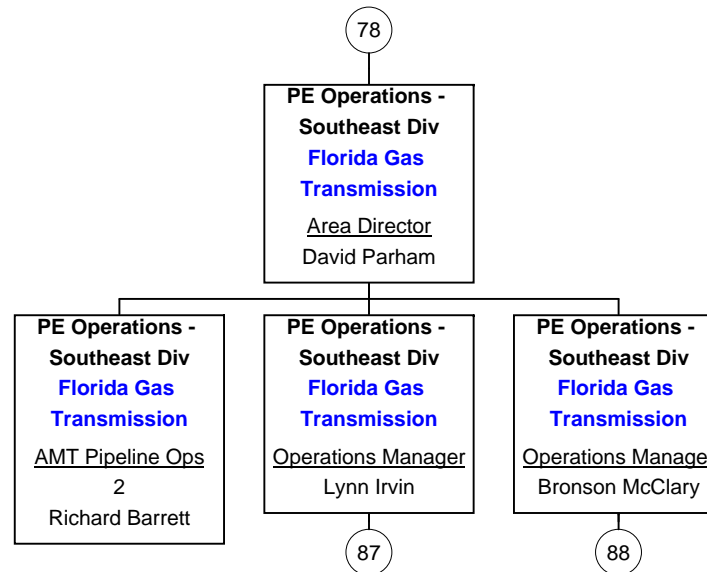 78
PE Operations -
Southeast Div
Florida Gas
Transmission
Area Director
David Parham
PE Operations -
Southeast Div
Florida Gas
Transmission
AMT Pipeline Ops
2
Richard Barrett
PE Operations -
Southeast Div
Florida Gas
Transmission
Operations Manager
Lynn Irvin
87
PE Operations -
Southeast Div
Florida Gas
Transmission
Operations Manage
Bronson McClary
88